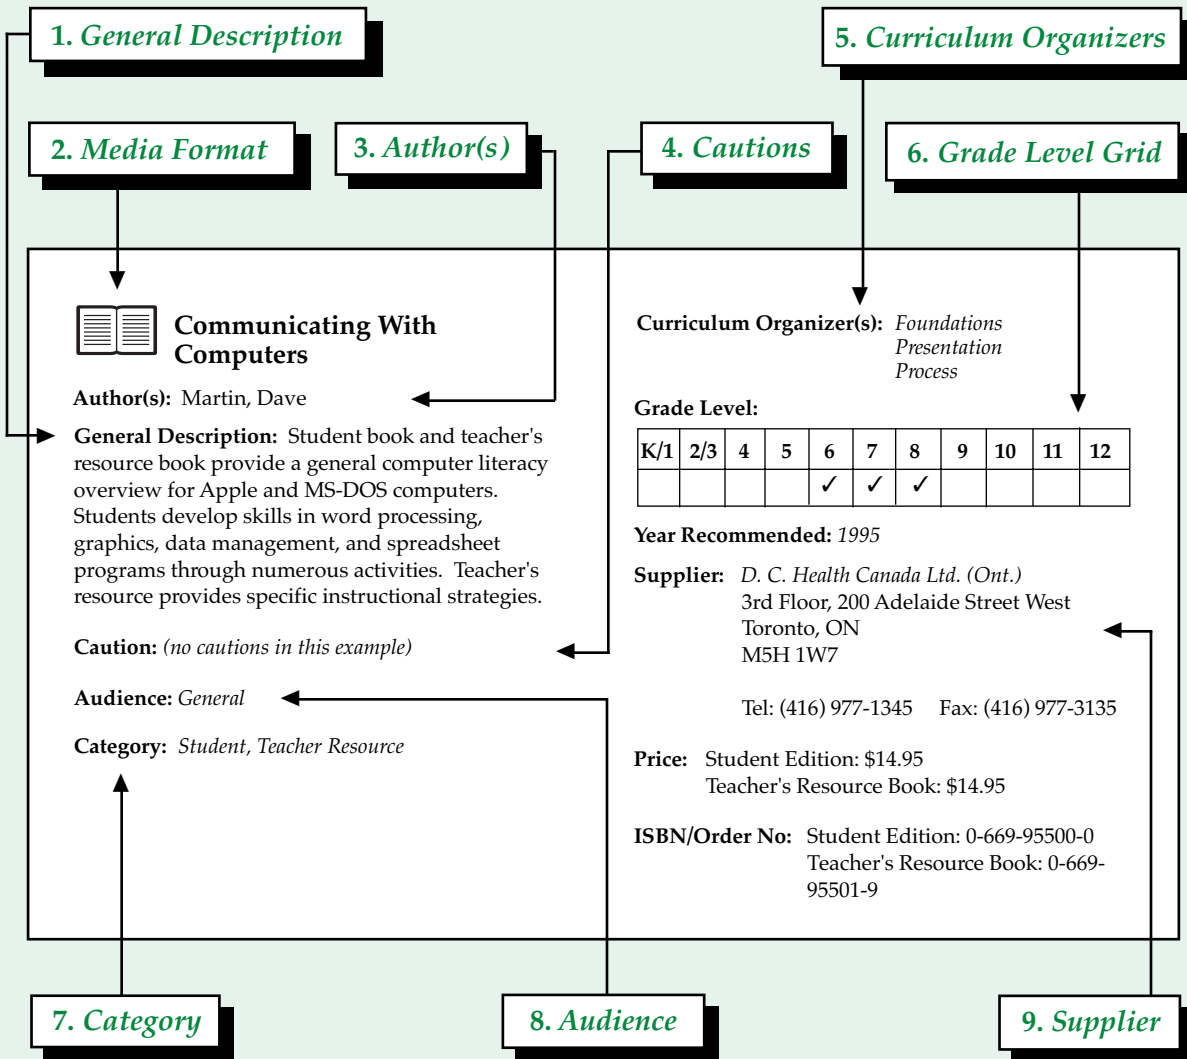 1. General Description
5. Curriculum Organizers
2. Media Format
3. Author(s)
4. Cautions
6. Grade Level Grid
Communicating With
Computers
Author(s): Martin, Dave
General Description: Student book and teacher's
resource book provide a general computer literacy
overview for Apple and MS-DOS computers.
Students develop skills in word processing,
graphics, data management, and spreadsheet
programs through numerous activities. Teacher's
resource provides specific instructional strategies.
Caution: (no cautions in this example)
Audience: General
Category: Student, Teacher Resource
Curriculum Organizer(s): Foundations
Presentation
Process
Grade Level:
K/1 2/3 4 5 6 7 8 9 10 11 12
✓ ✓ ✓
Year Recommended: 1995
Supplier: D. C. Health Canada Ltd. (Ont.)
3rd Floor, 200 Adelaide Street West
Toronto, ON
M5H 1W7
Tel: (416) 977-1345 Fax: (416) 977-3135
Price: Student Edition: $14.95
Teacher's Resource Book: $14.95
ISBN/Order No: Student Edition: 0-669-95500-0
Teacher's Resource Book: 0-669-
95501-9
7. Category
8. Audience
9. Supplier